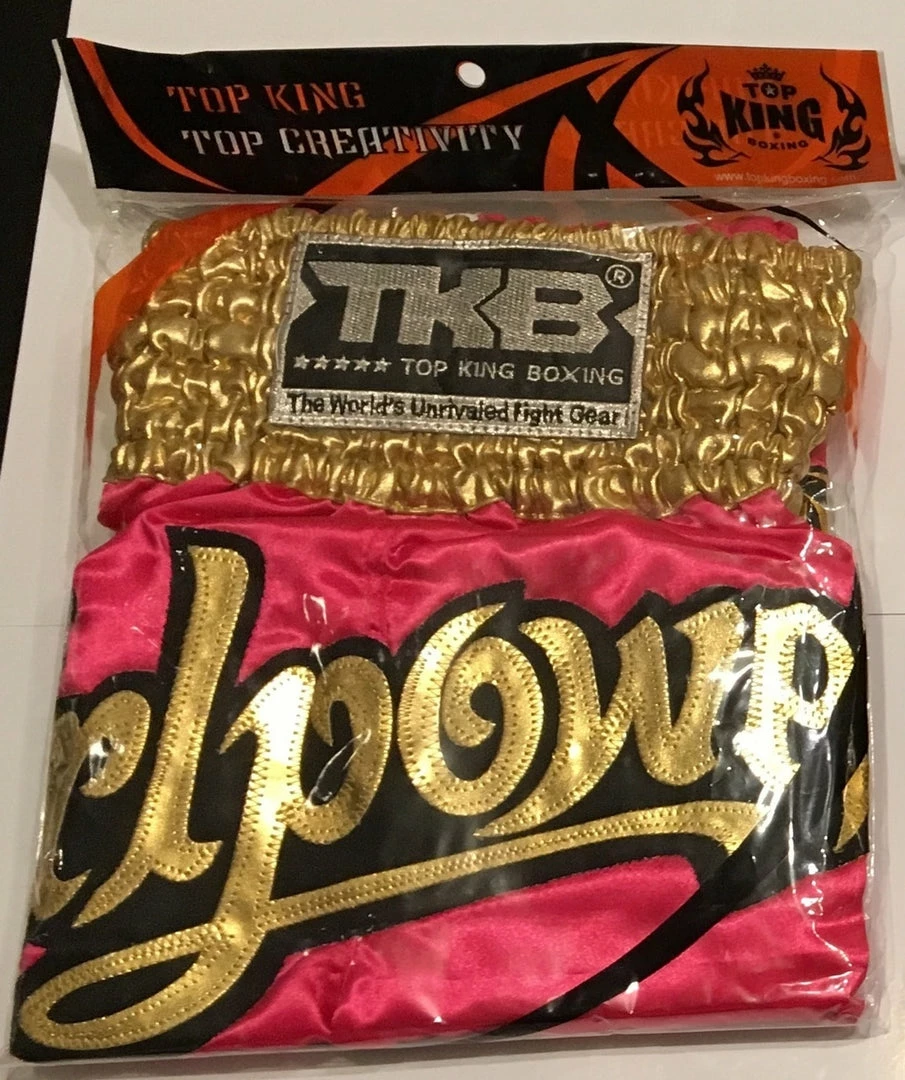 TOP KING
TOP CREATIVITY
TOP
KING
BOXING
www.topkingboxing.com
TKB®
★★★★★ TOP KING BOXING
The World's Unrivaled Fight Gear
rlpowe